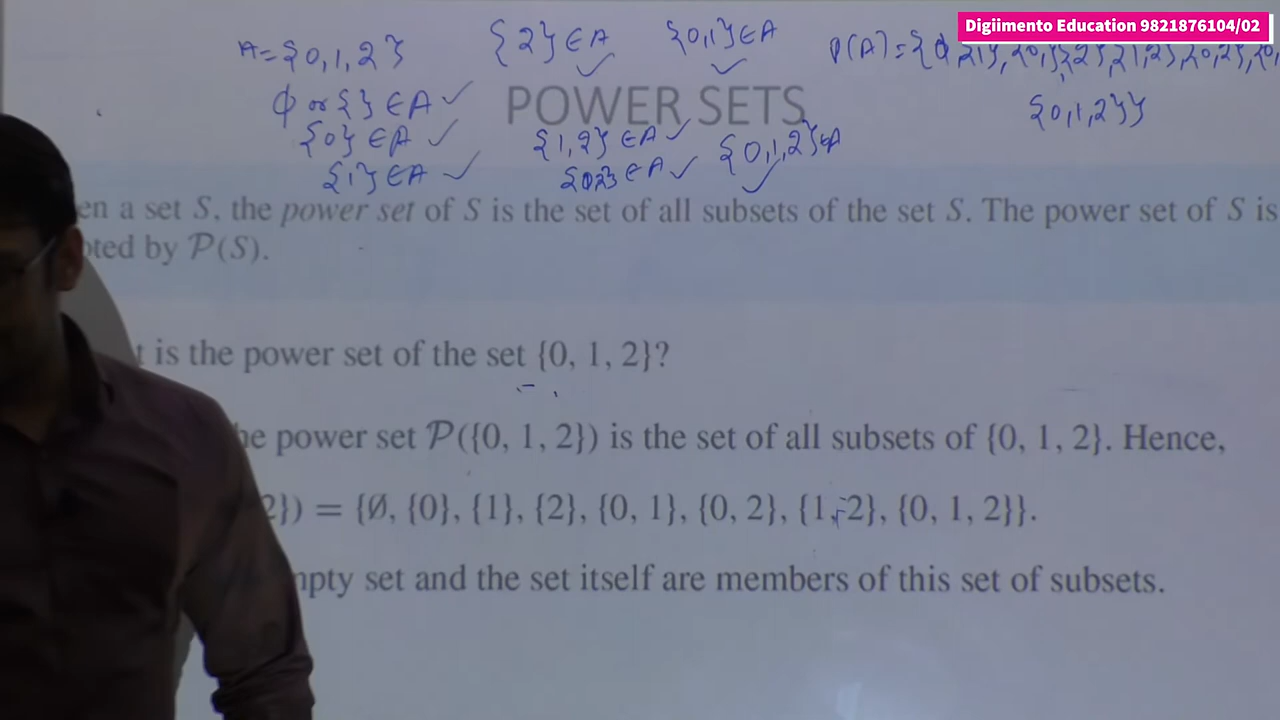 Digiimento Education 9821876104/02
A={0,1,2}
{2}∈A
{0,1}∈A
P(A)={ϕ,
{0,1,2}}
ϕ or {}∈A ✓
{0}∈A ✓
{1}∈A ✓
✓
✓
{1,2}∈A ✓
{0,1,2}∈A
✓
POWER SETS
en a set S, the power set of S is the set of all subsets of the set S. The power set of S is
oted by P(S).
t is the power set of the set {0, 1, 2}?
he power set P({0, 1, 2}) is the set of all subsets of {0, 1, 2}. Hence,
2}) = {Ø, {0}, {1}, {2}, {0, 1}, {0, 2}, {1, 2}, {0, 1, 2}}.
npty set and the set itself are members of this set of subsets.